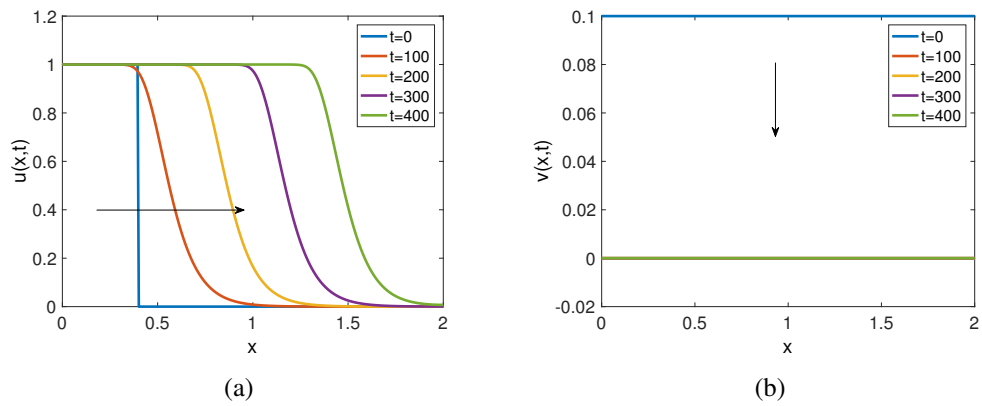 1.2
1
0.8
0.6
0.4
0.2
0
u(x,t)
0 0.5 1 1.5 2
x
t=0
t=100
t=200
t=300
t=400
(a)
0.1
0.08
0.06
0.04
0.02
0
-0.02
v(x,t)
0 0.5 1 1.5 2
x
t=0
t=100
t=200
t=300
t=400
(b)